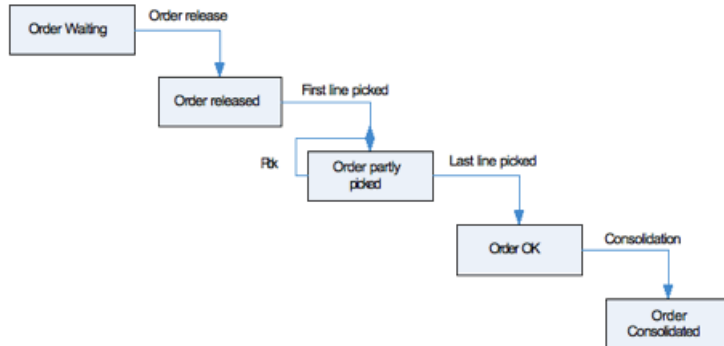 Order Waiting
Order release
Order released
First line picked
Order partly
picked
Last line picked
Order OK
Consolidation
Order
Consolidated